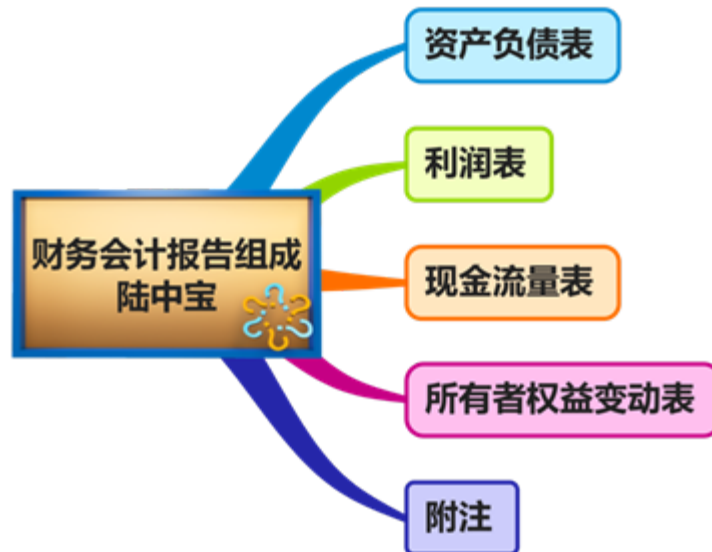 财务会计报告组成
陆中宝
资产负债表
利润表
现金流量表
所有者权益变动表
附注